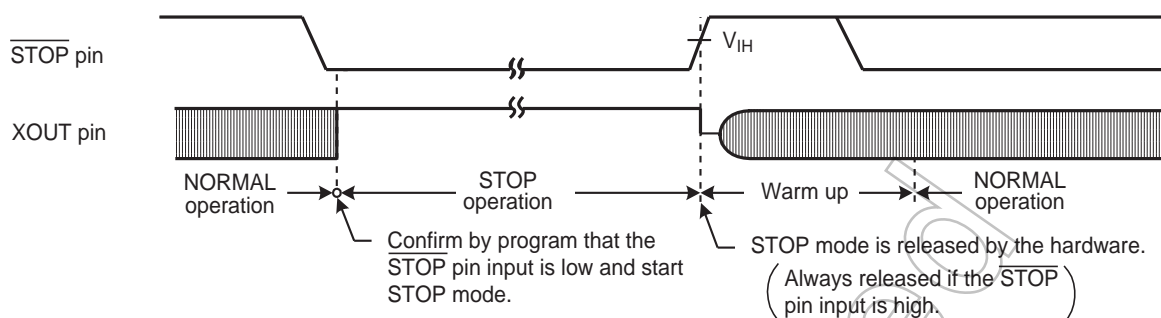 STOP pin
VIH
XOUT pin
NORMAL
operation
STOP
operation
Warm up
NORMAL
operation
Confirm by program that the
STOP pin input is low and start
STOP mode.
STOP mode is released by the hardware.
( Always released if the STOP
pin input is high. )